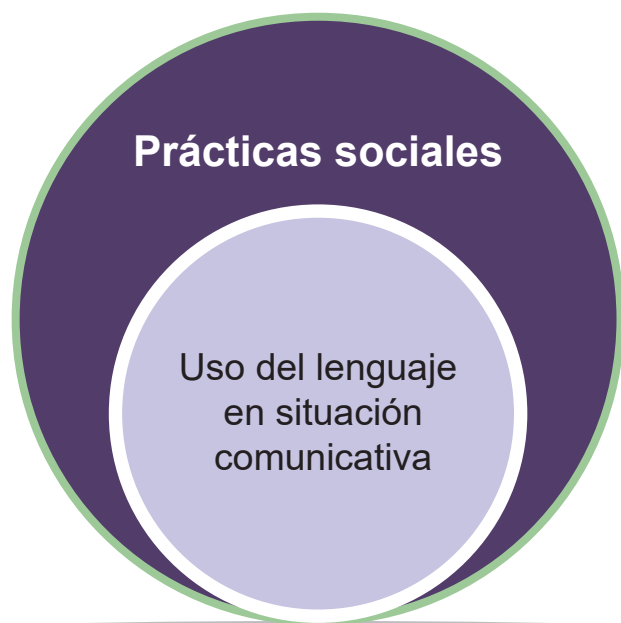 Prácticas sociales
Uso del lenguaje
en situación
comunicativa